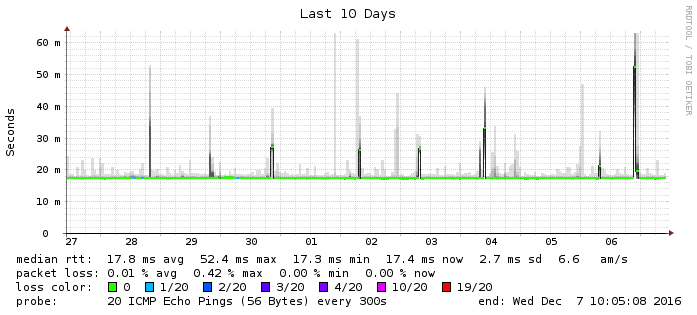 Last 10 Days
RRDTOOL / TOBI OETIKER
Seconds
60 m
50 m
40 m
30 m
20 m
10 m
0
27 28 29 30 01 02 03 04 05 06
median rtt: 17.8 ms avg 52.4 ms max 17.3 ms min 17.4 ms now 2.7 ms sd 6.6 am/s
packet loss: 0.01 % avg 0.42 % max 0.00 % min 0.00 % now
loss color: 0 1/20 2/20 3/20 4/20 10/20 19/20
probe: 20 ICMP Echo Pings (56 Bytes) every 300s end: Wed Dec 7 10:05:08 2016